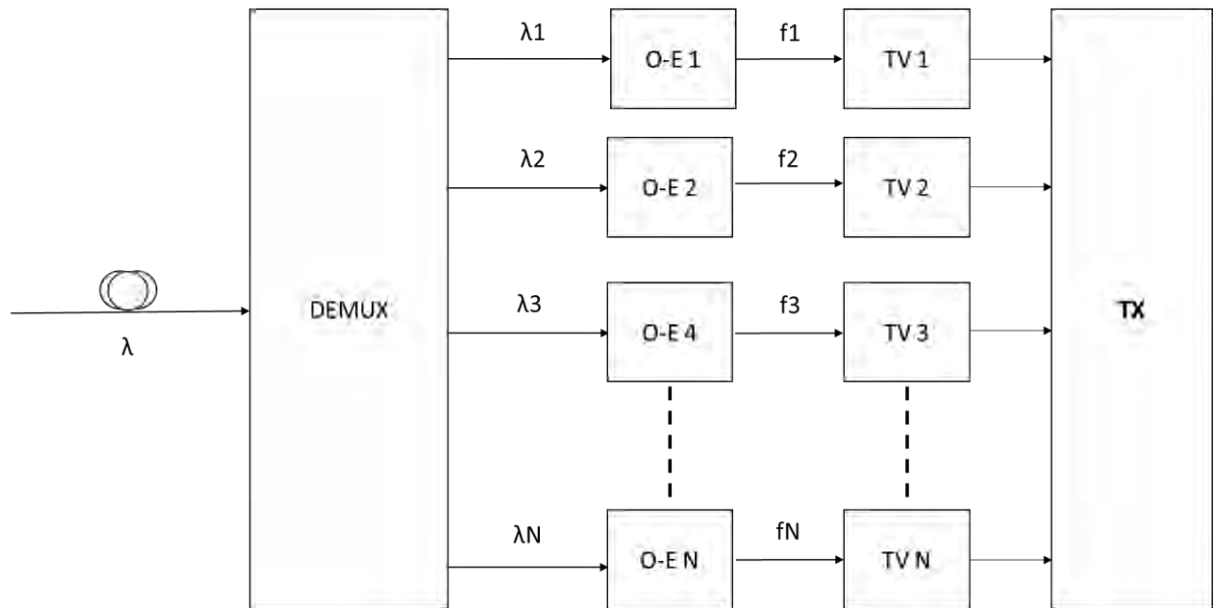 λ1
O-E 1
f1
TV 1
λ2
O-E 2
f2
TV 2
λ
DEMUX
λ3
O-E 4
f3
TV 3
TX
λN
O-E N
fN
TV N